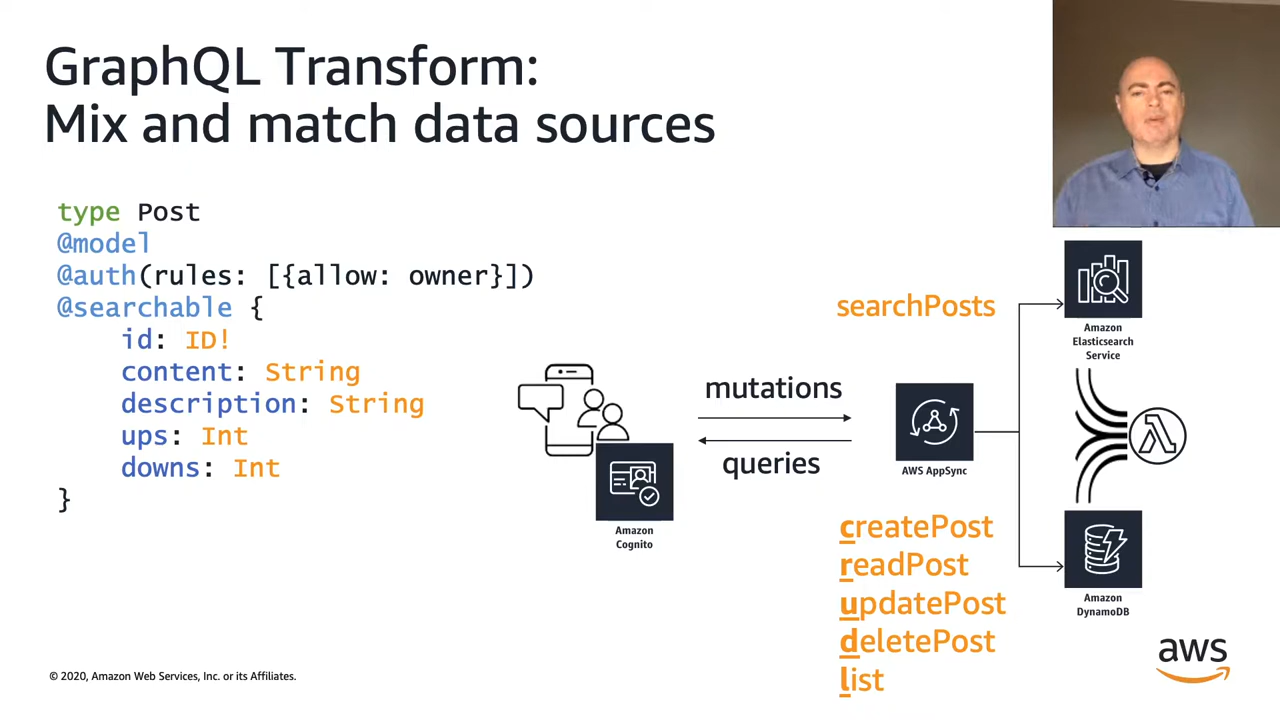 GraphQL Transform:
Mix and match data sources
type Post
@model
@auth(rules: [{allow: owner}])
@searchable {
id: ID!
content: String
description: String
ups: Int
downs: Int
}
mutations
queries
Amazon
Cognito
AWS AppSync
searchPosts
Amazon
Elasticsearch
Service
createPost
readPost
updatePost
deletePost
list
Amazon
DynamoDB
© 2020, Amazon Web Services, Inc. or its Affiliates.
aws